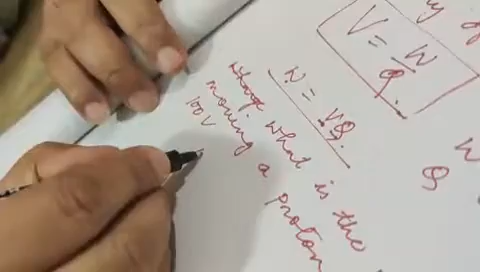 V = W
Q.
W = VQ.
what is the
moving a proton
100V
W
Q